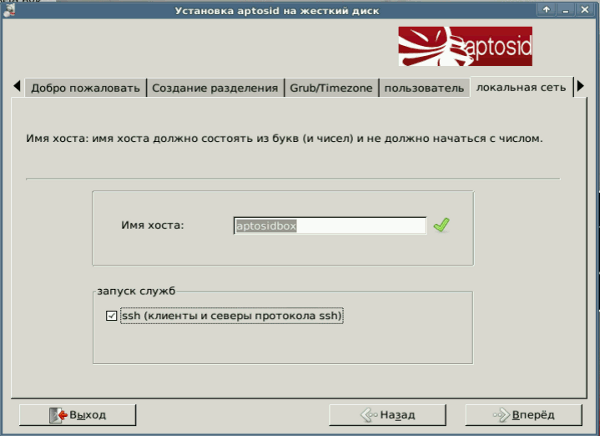 Установка aptosid на жесткий диск
aptosid
Добро пожаловать
Создание разделения
Grub/Timezone
пользователь
локальная сеть
Имя хоста: имя хоста должно состоять из букв (и чисел) и не должно начаться с числом.
Имя хоста:
aptosidbox
запуск служб
ssh (клиенты и северы протокола ssh)
Выход
Назад
Вперёд